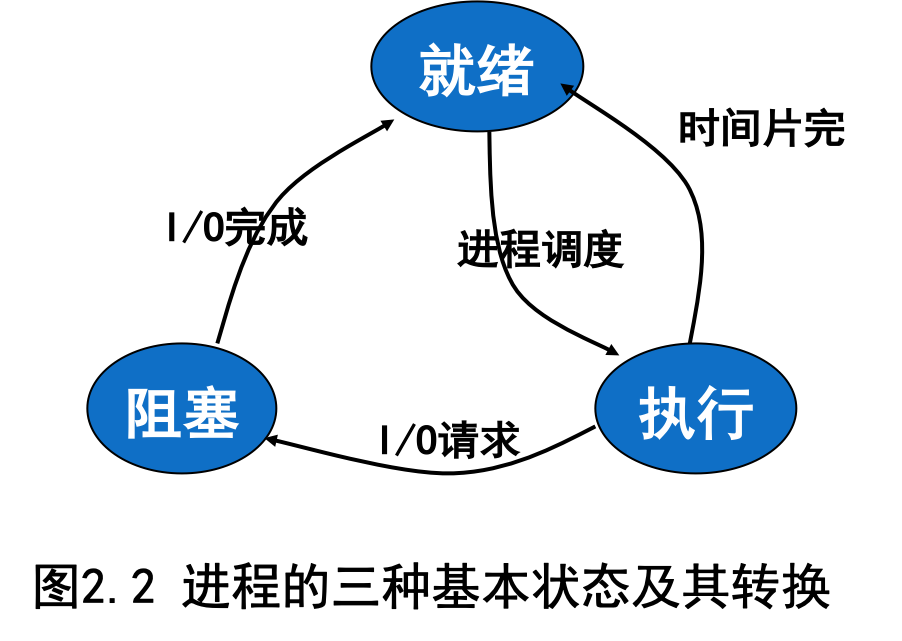 就绪
时间片完
I/O完成
进程调度
阻塞
I/O请求
执行
图2.2 进程的三种基本状态及其转换